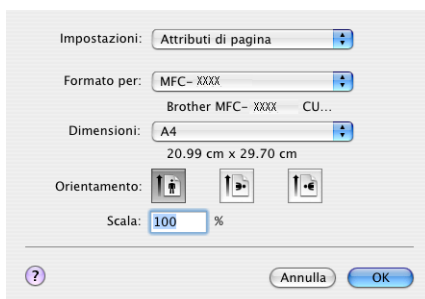 Impostazioni: Attributi di pagina
Formato per: MFC- XXXX
Brother MFC- XXXX CU...
Dimensioni: A4
20.99 cm x 29.70 cm
Orientamento:
Scala: 100 %
? Annulla OK